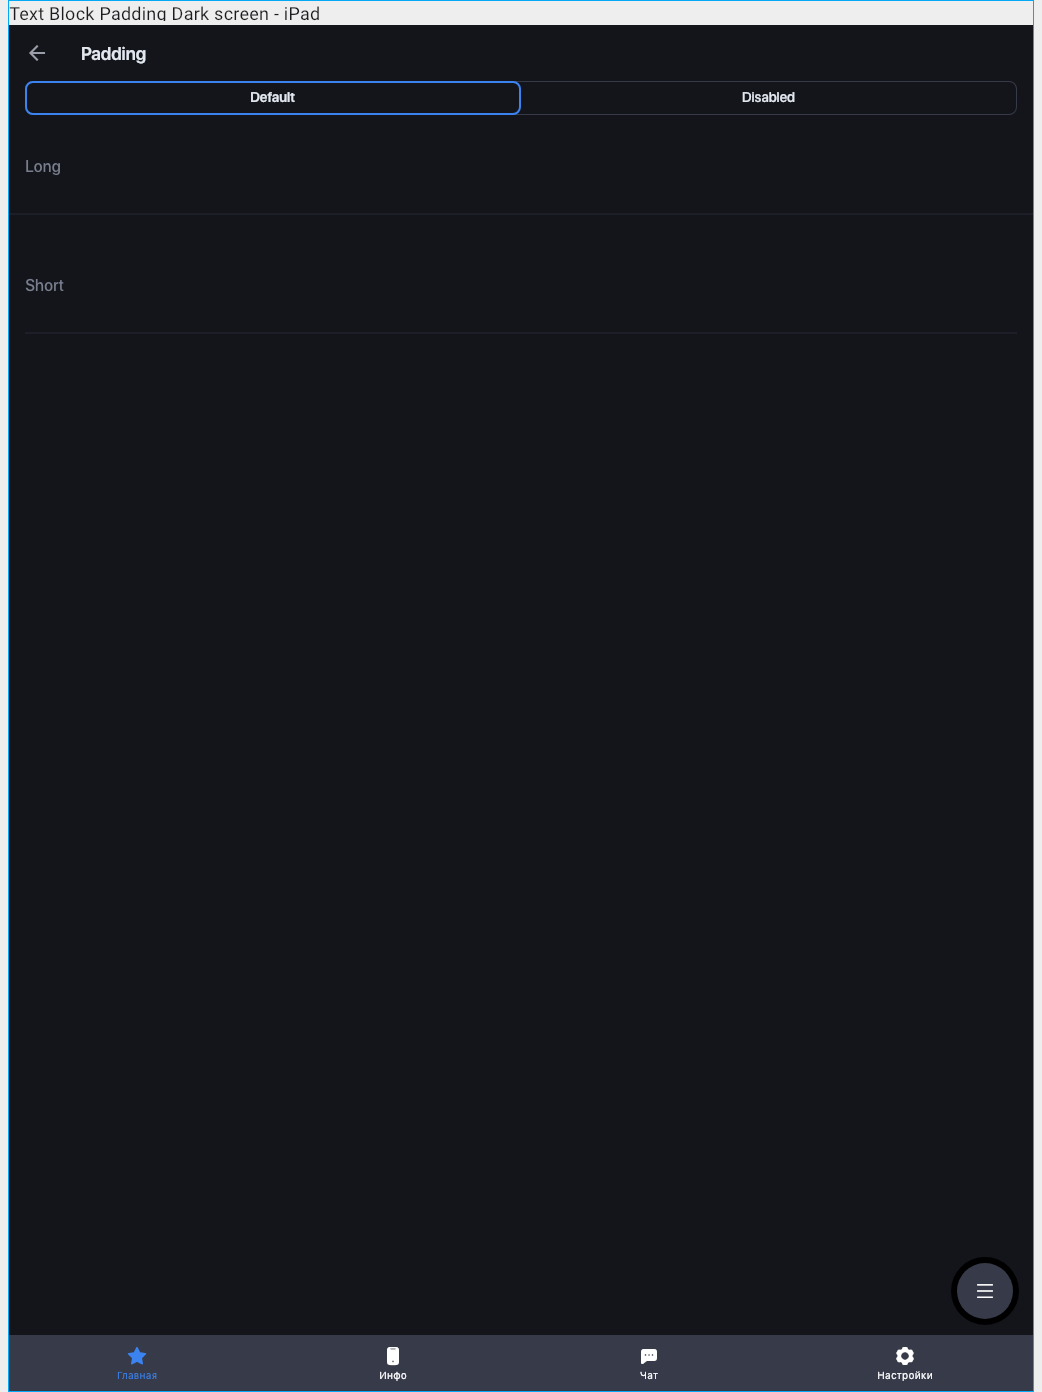 Text Block Padding Dark screen - iPad
Padding
Default
Disabled
Long
Short
Главная
Инфо
Чат
Настройки